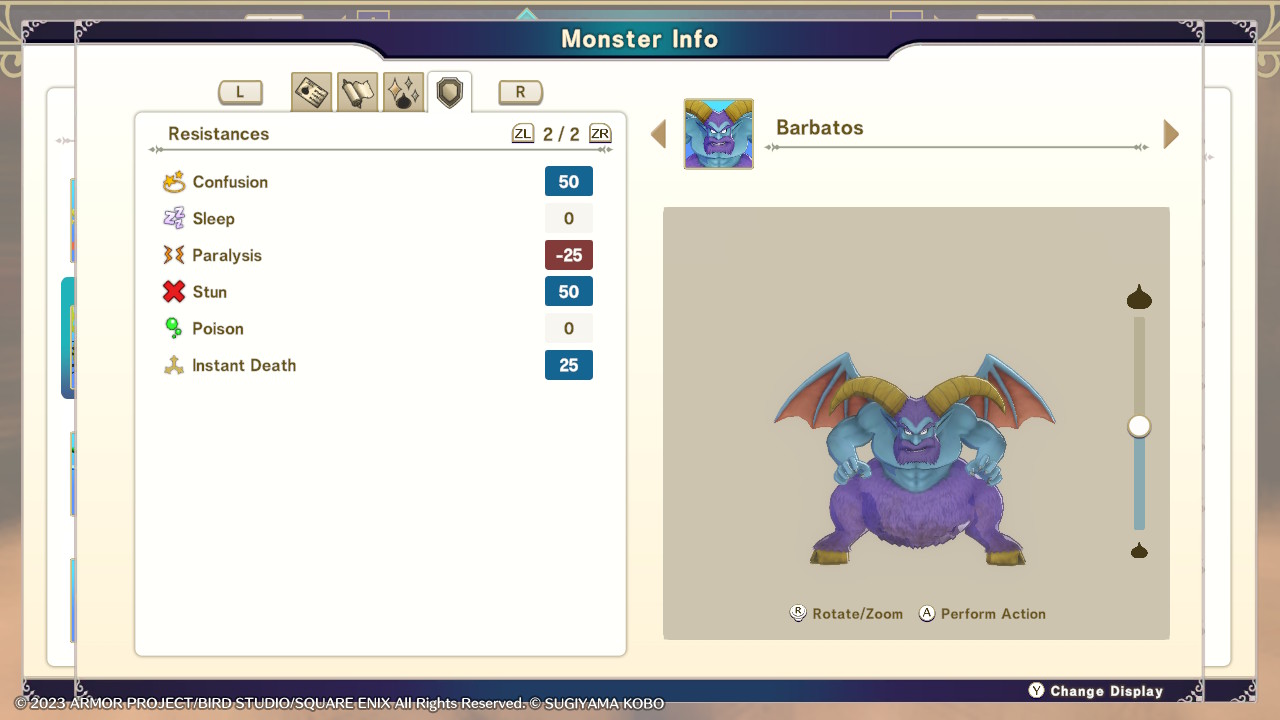 Monster Info
L
R
Resistances
ZL 2 / 2 ZR
Barbatos
Confusion 50
Sleep 0
Paralysis -25
Stun 50
Poison 0
Instant Death 25
R Rotate/Zoom A Perform Action
Y Change Display
© 2023 ARMOR PROJECT/BIRD STUDIO/SQUARE ENIX All Rights Reserved. © SUGIYAMA KOBO